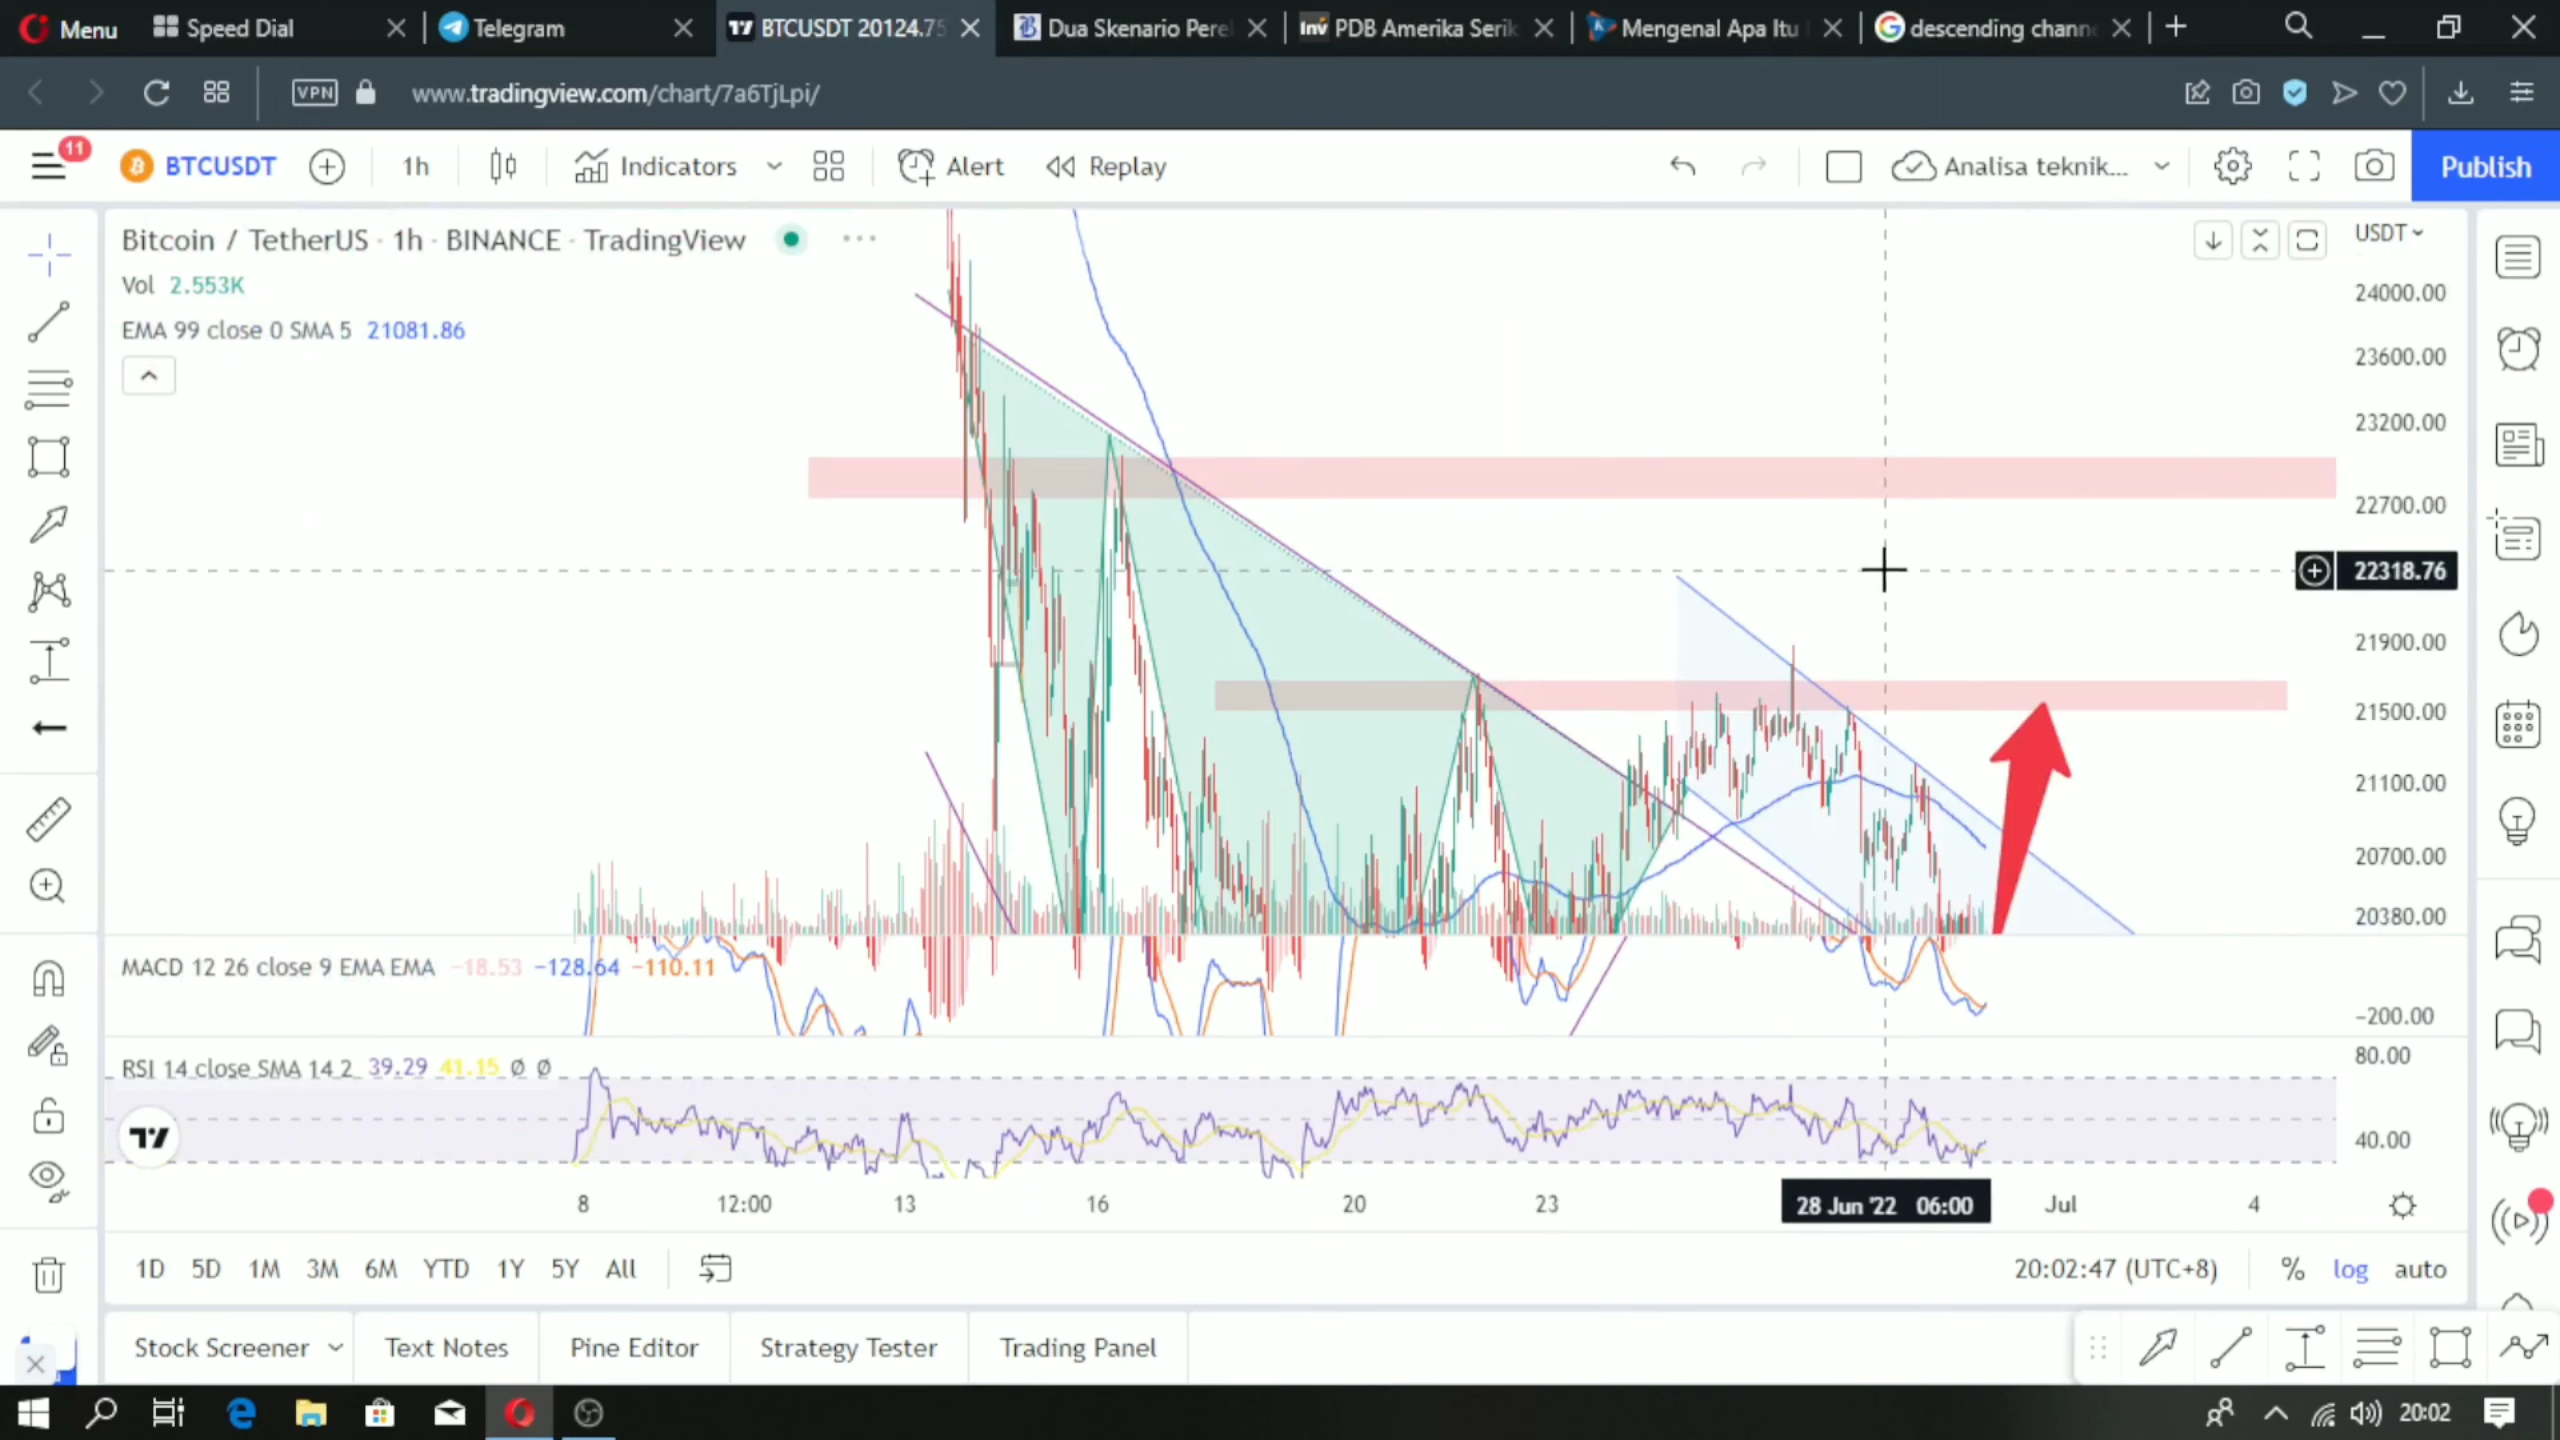 Menu
Speed Dial
Telegram
BTCUSDT 20124.75
Dua Skenario Pere
Inv PDB Amerika Serik
Mengenal Apa Itu
descending chann
VPN
www.tradingview.com/chart/7a6TjLpi/
11
BTCUSDT
1h
Indicators
Alert
Replay
Analisa teknik...
Publish
Bitcoin / TetherUS · 1h · BINANCE · TradingView
USDT
Vol 2.553K
EMA 99 close 0 SMA 5 21081.86
24000.00
23600.00
23200.00
22700.00
22318.76
21900.00
21500.00
21100.00
20700.00
20380.00
MACD 12 26 close 9 EMA EMA −18.53 −128.64 −110.11
−200.00
RSI 14 close SMA 14 2 39.29 41.15 Ø Ø
80.00
40.00
8
12:00
13
16
20
23
28 Jun '22 06:00
Jul
4
1D
5D
1M
3M
6M
YTD
1Y
5Y
All
20:02:47 (UTC+8)
%
log
auto
Stock Screener
Text Notes
Pine Editor
Strategy Tester
Trading Panel
20:02